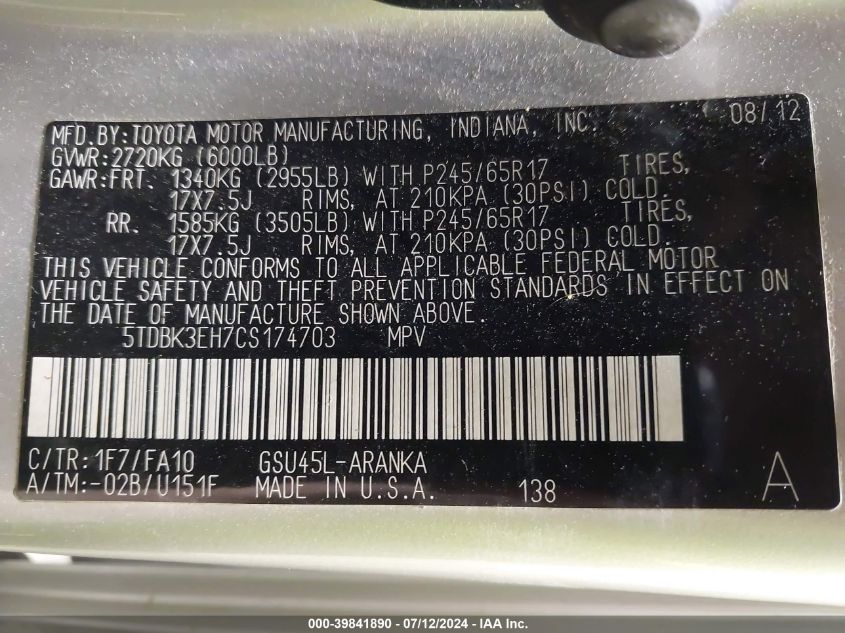 MFD.BY:TOYOTA MOTOR MANUFACTURING, INDIANA, INC. 08/12
GVWR:2720KG (6000LB)
GAWR:FRT. 1340KG (2955LB) WITH P245/65R17 TIRES,
17X7.5J RIMS, AT 210KPA (30PSI) COLD.
RR. 1585KG (3505LB) WITH P245/65R17 TIRES,
17X7.5J RIMS, AT 210KPA (30PSI) COLD.
THIS VEHICLE CONFORMS TO ALL APPLICABLE FEDERAL MOTOR
VEHICLE SAFETY AND THEFT PREVENTION STANDARDS IN EFFECT ON
THE DATE OF MANUFACTURE SHOWN ABOVE.
5TDBK3EH7CS174703 MPV
C/TR:1F7/FA10 GSU45L-ARANKA
A/TM:-02B/U151F MADE IN U.S.A. 138 A
000-39841890 - 07/12/2024 - IAA Inc.